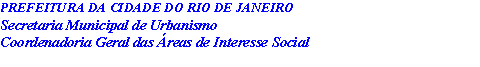 PREFEITURA DA CIDADE DO RIO DE JANEIRO
Secretaria Municipal de Urbanismo
Coordenadoria Geral das Áreas de Interesse Social